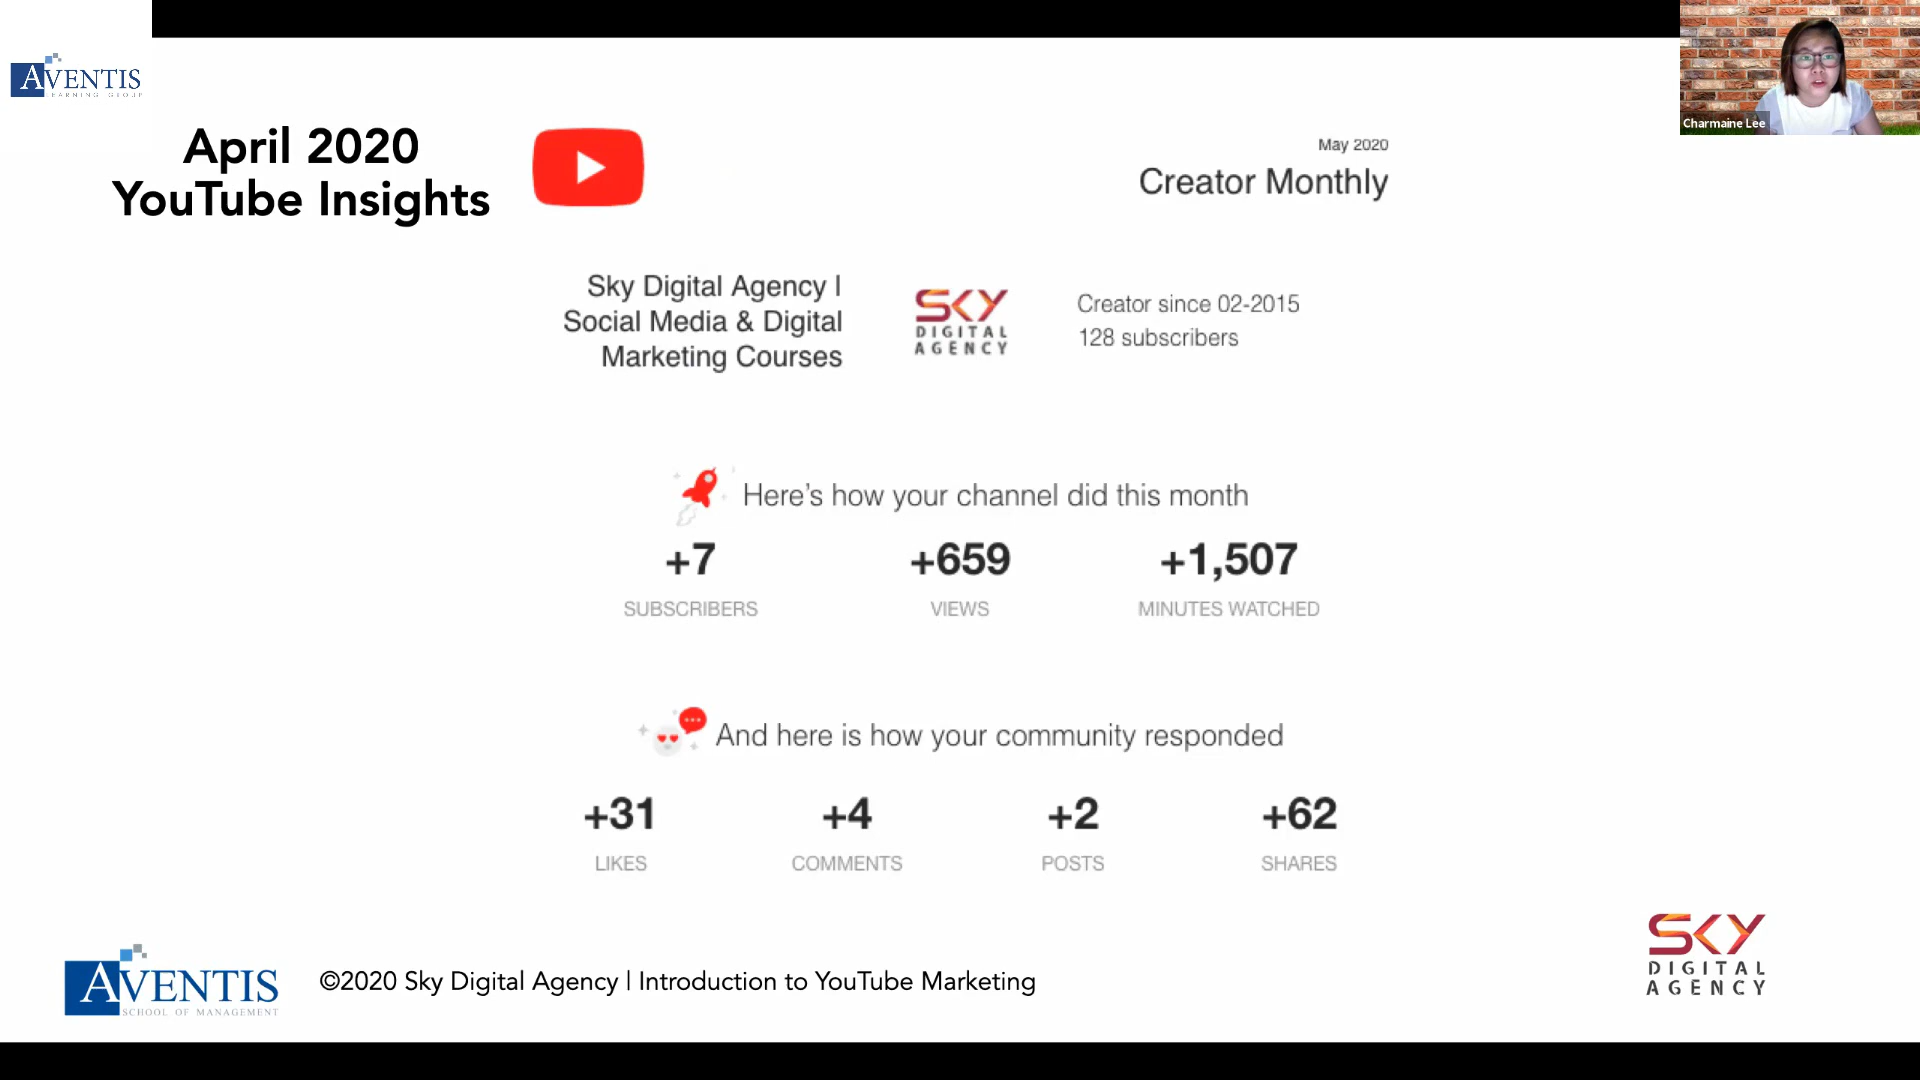 AVENTIS
LEARNING GROUP
Charmaine Lee
April 2020
YouTube Insights
May 2020
Creator Monthly
Sky Digital Agency |
Social Media & Digital
Marketing Courses
SKY
DIGITAL
AGENCY
Creator since 02-2015
128 subscribers
Here's how your channel did this month
+7
+659
+1,507
SUBSCRIBERS
VIEWS
MINUTES WATCHED
And here is how your community responded
+31
+4
+2
+62
LIKES
COMMENTS
POSTS
SHARES
AVENTIS
SCHOOL OF MANAGEMENT
©2020 Sky Digital Agency | Introduction to YouTube Marketing
SKY
DIGITAL
AGENCY